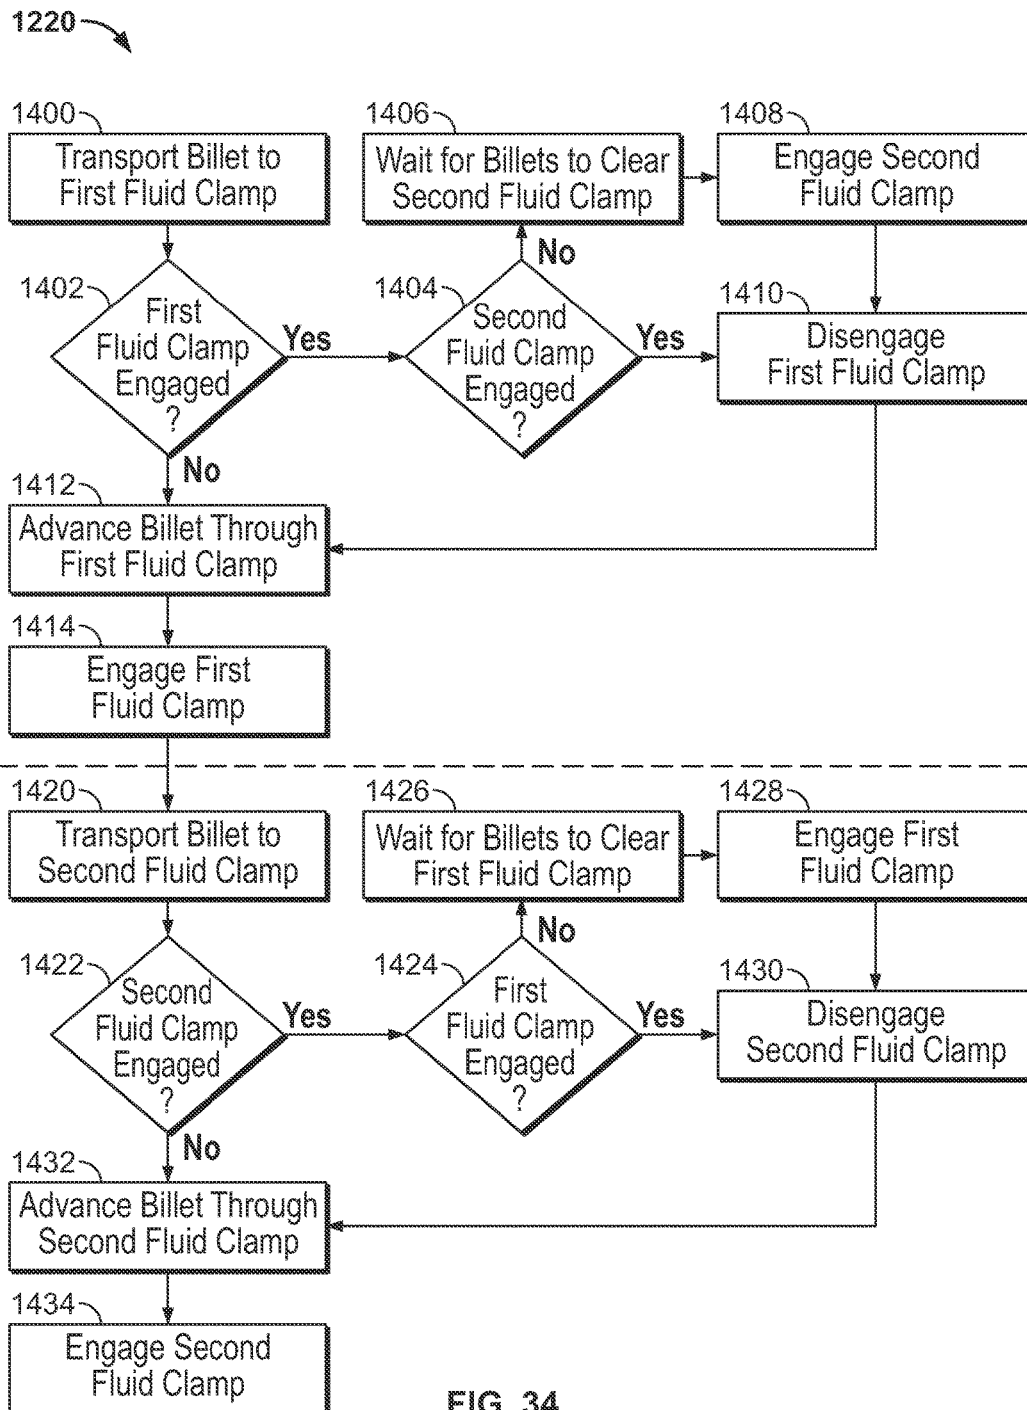 1220
1400
Transport Billet to
First Fluid Clamp
1406
Wait for Billets to Clear
Second Fluid Clamp
1408
Engage Second
Fluid Clamp
No
1402
First
Fluid Clamp
Engaged
?
Yes
1404
Second
Fluid Clamp
Engaged
?
Yes
1410
Disengage
First Fluid Clamp
No
1412
Advance Billet Through
First Fluid Clamp
1414
Engage First
Fluid Clamp
1420
Transport Billet to
Second Fluid Clamp
1426
Wait for Billets to Clear
First Fluid Clamp
1428
Engage First
Fluid Clamp
No
1422
Second
Fluid Clamp
Engaged
?
Yes
1424
First
Fluid Clamp
Engaged
?
Yes
1430
Disengage
Second Fluid Clamp
No
1432
Advance Billet Through
Second Fluid Clamp
1434
Engage Second
Fluid Clamp
FIG. 34